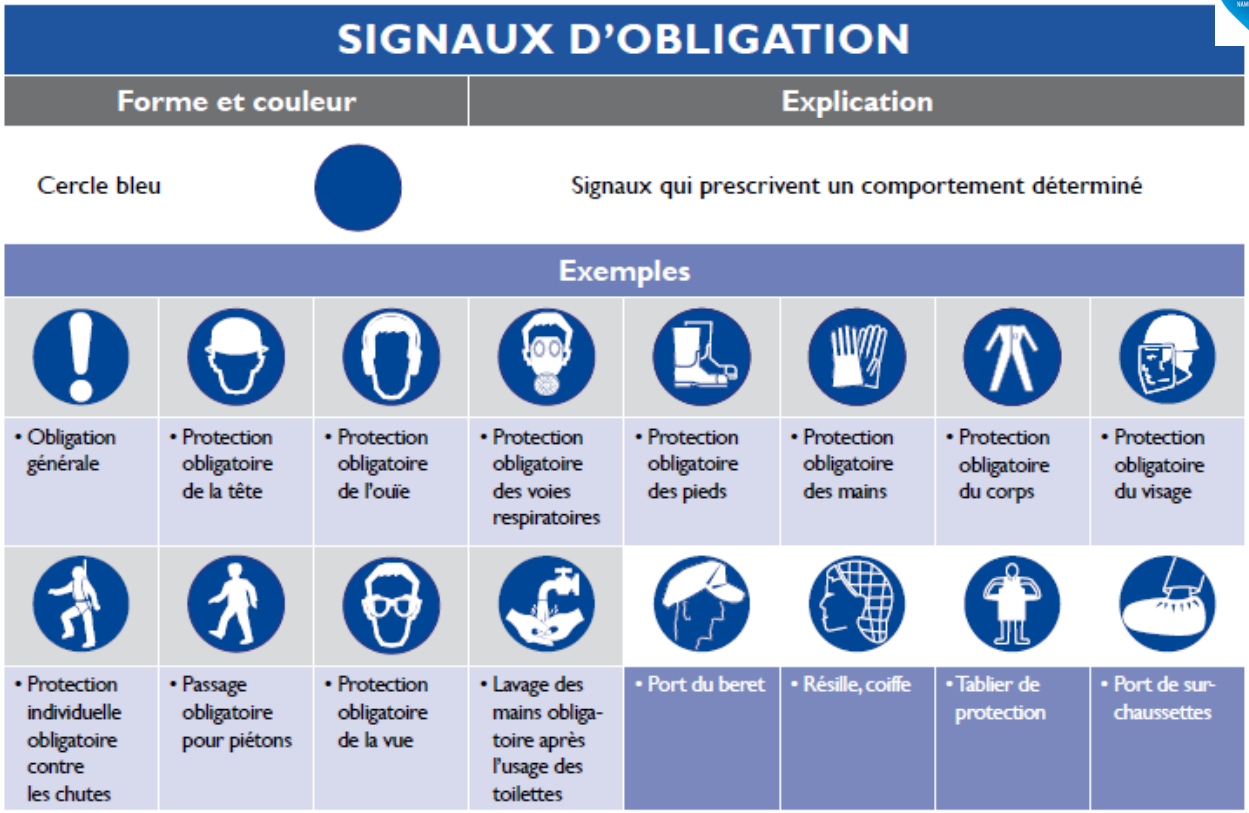 SIGNAUX D'OBLIGATION
Forme et couleur
Explication
Cercle bleu
Signaux qui prescrivent un comportement déterminé
Exemples
• Obligation
générale
• Protection
obligatoire
de la tête
• Protection
obligatoire
de l'ouïe
• Protection
obligatoire
des voies
respiratoires
• Protection
obligatoire
des pieds
• Protection
obligatoire
des mains
• Protection
obligatoire
du corps
• Protection
obligatoire
du visage
• Protection
individuelle
obligatoire
contre
les chutes
• Passage
obligatoire
pour piétons
• Protection
obligatoire
de la vue
• Lavage des
mains obliga-
toire après
l'usage des
toilettes
• Port du beret
• Résille, coiffe
• Tablier de
protection
• Port de sur-
chaussettes